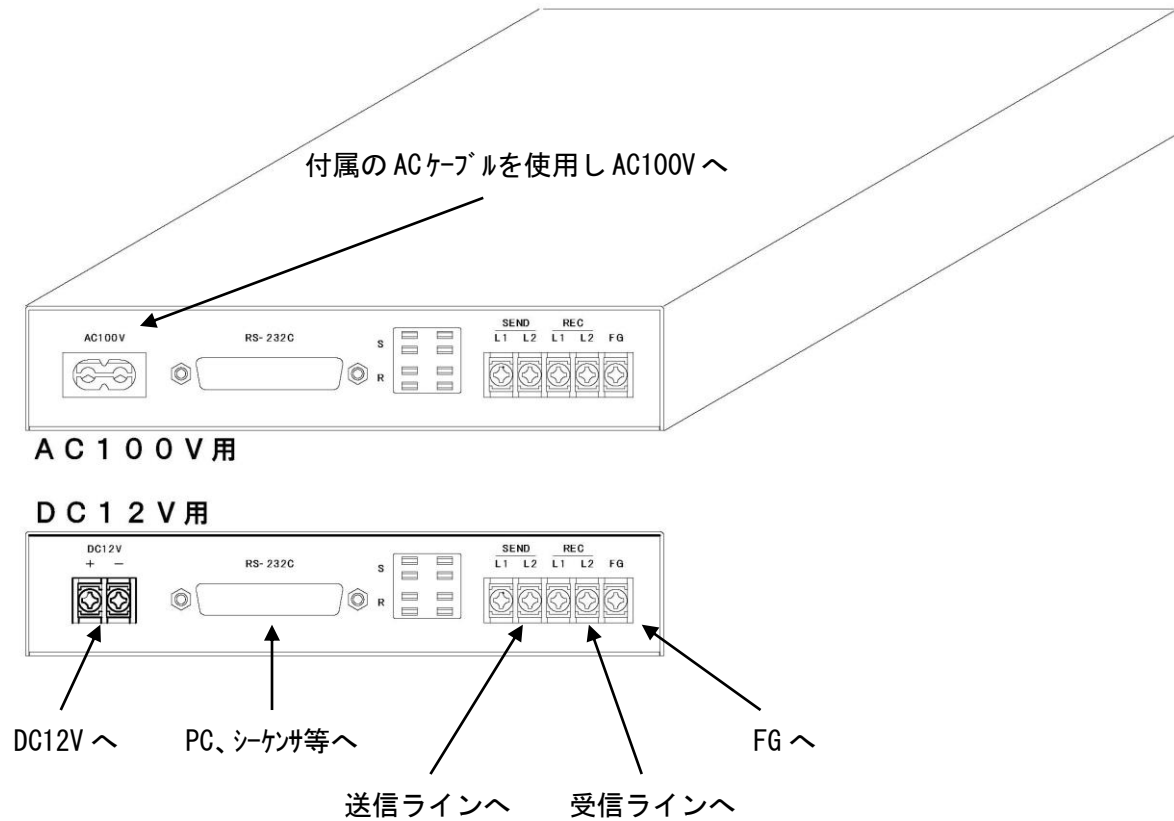 付属の ACｹｰﾌﾞﾙを使用し AC100V へ
AC100V
RS-232C
S
R
SEND REC
L1 L2 L1 L2 FG
ＡＣ１００Ｖ用
ＤＣ１２Ｖ用
DC12V
+ −
RS-232C
S
R
SEND REC
L1 L2 L1 L2 FG
DC12V へ
PC、ｼｰｹﾝｻ等へ
FG へ
送信ラインへ
受信ラインへ